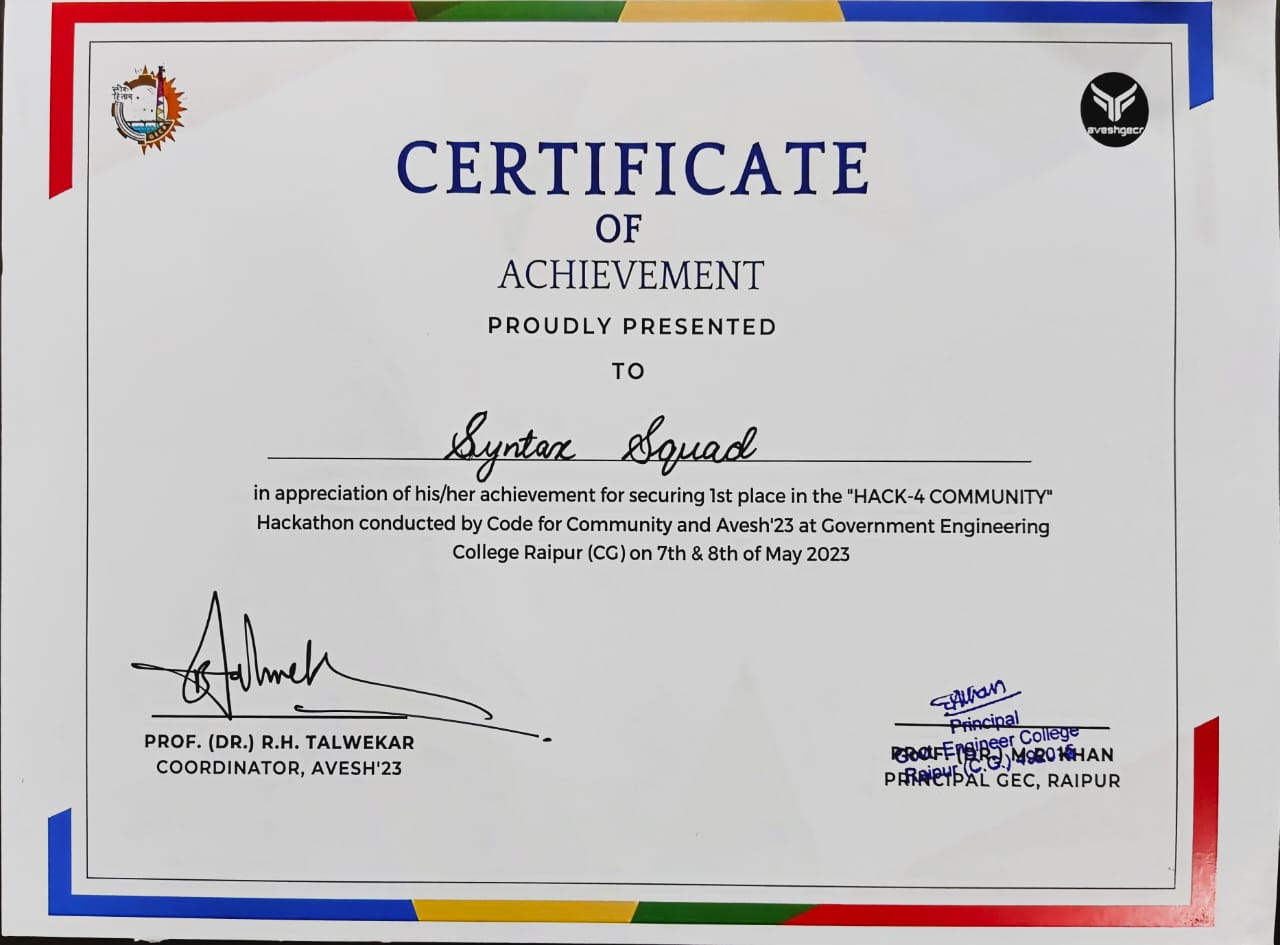 aveshgecr
CERTIFICATE
OF
ACHIEVEMENT
PROUDLY PRESENTED
TO
Syntax Squad
in appreciation of his/her achievement for securing 1st place in the "HACK-4 COMMUNITY"
Hackathon conducted by Code for Community and Avesh'23 at Government Engineering
College Raipur (CG) on 7th & 8th of May 2023
PROF. (DR.) R.H. TALWEKAR
COORDINATOR, AVESH'23
Principal
Govt. Engineer College
Raipur (C.G.)
PROF. (DR.) M.R. KHAN
PRINCIPAL GEC, RAIPUR